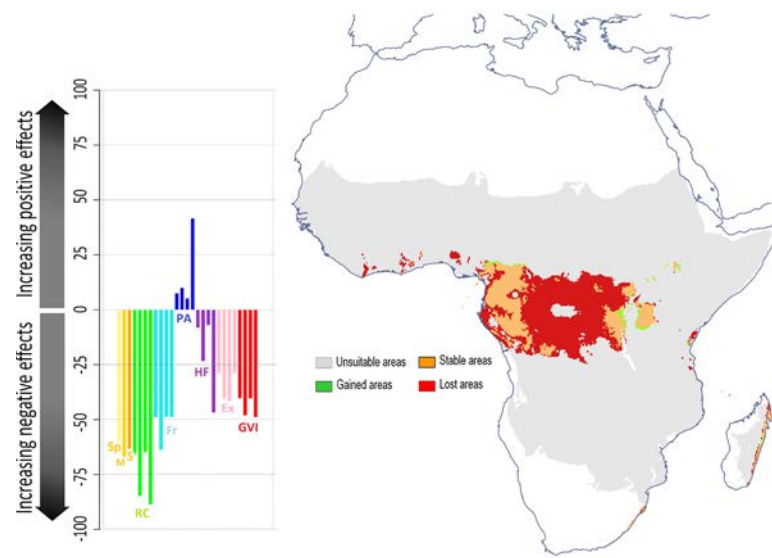 Increasing positive effects
Increasing negative effects
100
75
50
25
0
-25
-50
-75
-100
PA
HF
Ex
Sp
M
S
Fr
GVI
RC
Unsuitable areas
Stable areas
Gained areas
Lost areas